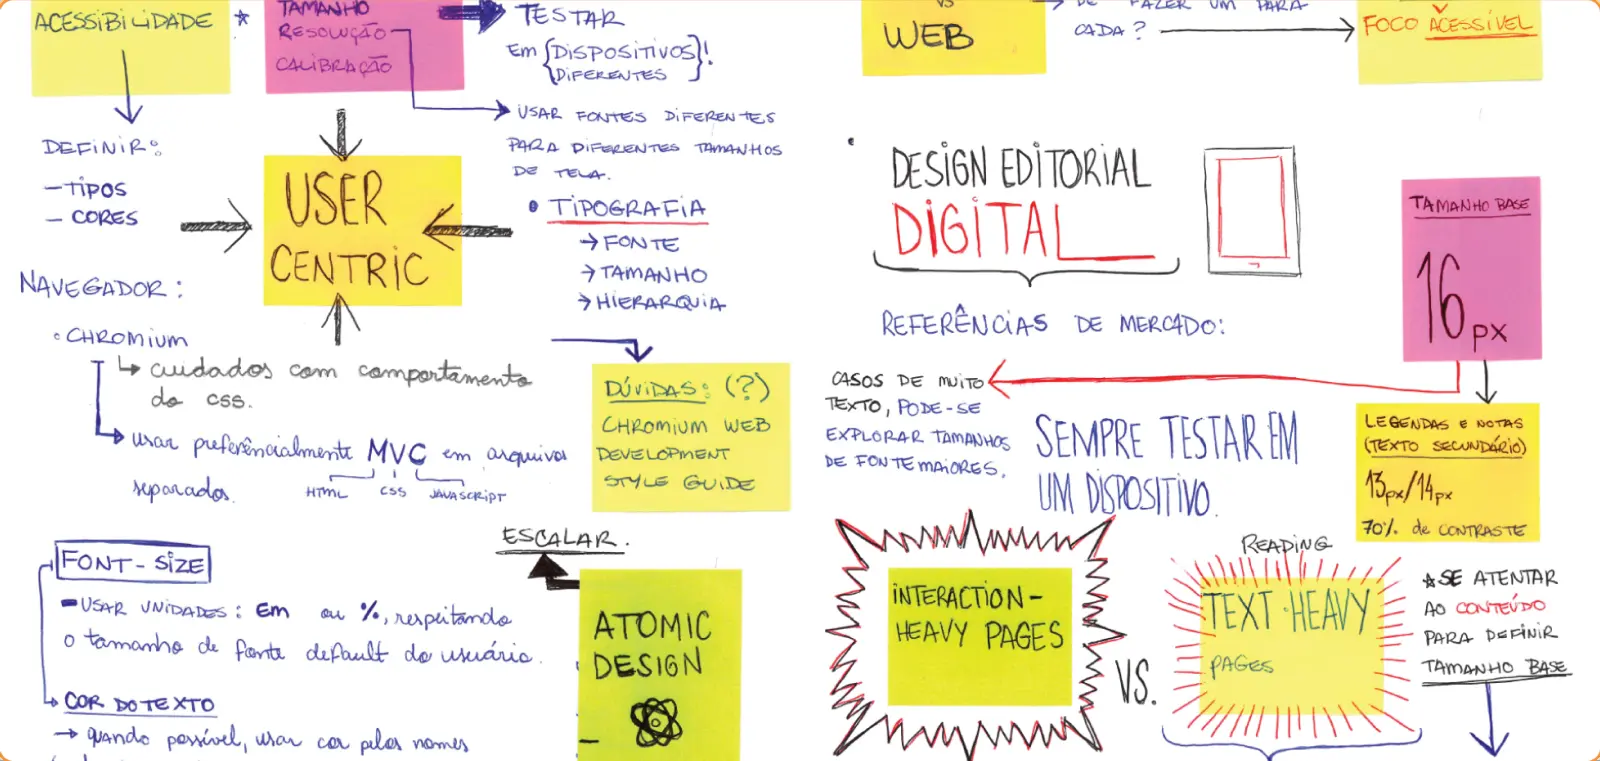 ACESSIBILIDADE
* TAMANHO
RESOLUÇÃO
CALIBRAÇÃO
TESTAR
Em {DISPOSITIVOS}!
DIFERENTES
USAR FONTES DIFERENTES
PARA DIFERENTES TAMANHOS
DE TELA.
DEFINIR:
- TIPOS
- CORES
USER
CENTRIC
• TIPOGRAFIA
→ FONTE
→ TAMANHO
→ HIERARQUIA
NAVEGADOR:
• CHROMIUM
↳ cuidados com comportamento
do css.
usar preferêncialmente MVC em arquivos
separados.
HTML CSS JAVASCRIPT
DÚVIDAS: (?)
CHROMIUM WEB
DEVELOPMENT
STYLE GUIDE
FONT-SIZE
- USAR UNIDADES: Em ou %, respeitando
o tamanho de fonte default do usuário.
COR DO TEXTO
→ quando possível, usar cor pelos nomes
ESCALAR.
ATOMIC
DESIGN
VS
WEB
→ DE FAZER UM PARA
CADA?
FOCO ACESSÍVEL
• DESIGN EDITORIAL
DIGITAL
REFERÊNCIAS DE MERCADO:
TAMANHO BASE
16px
CASOS DE MUITO
TEXTO, PODE-SE
EXPLORAR TAMANHOS
DE FONTE MAIORES.
SEMPRE TESTAR EM
UM DISPOSITIVO.
LEGENDAS E NOTAS
(TEXTO SECUNDÁRIO)
13px/14px
70% de CONTRASTE
INTERACTION-
HEAVY PAGES
VS.
READING
TEXT-HEAVY
PAGES
*SE ATENTAR
AO CONTEÚDO
PARA DEFINIR
TAMANHO BASE